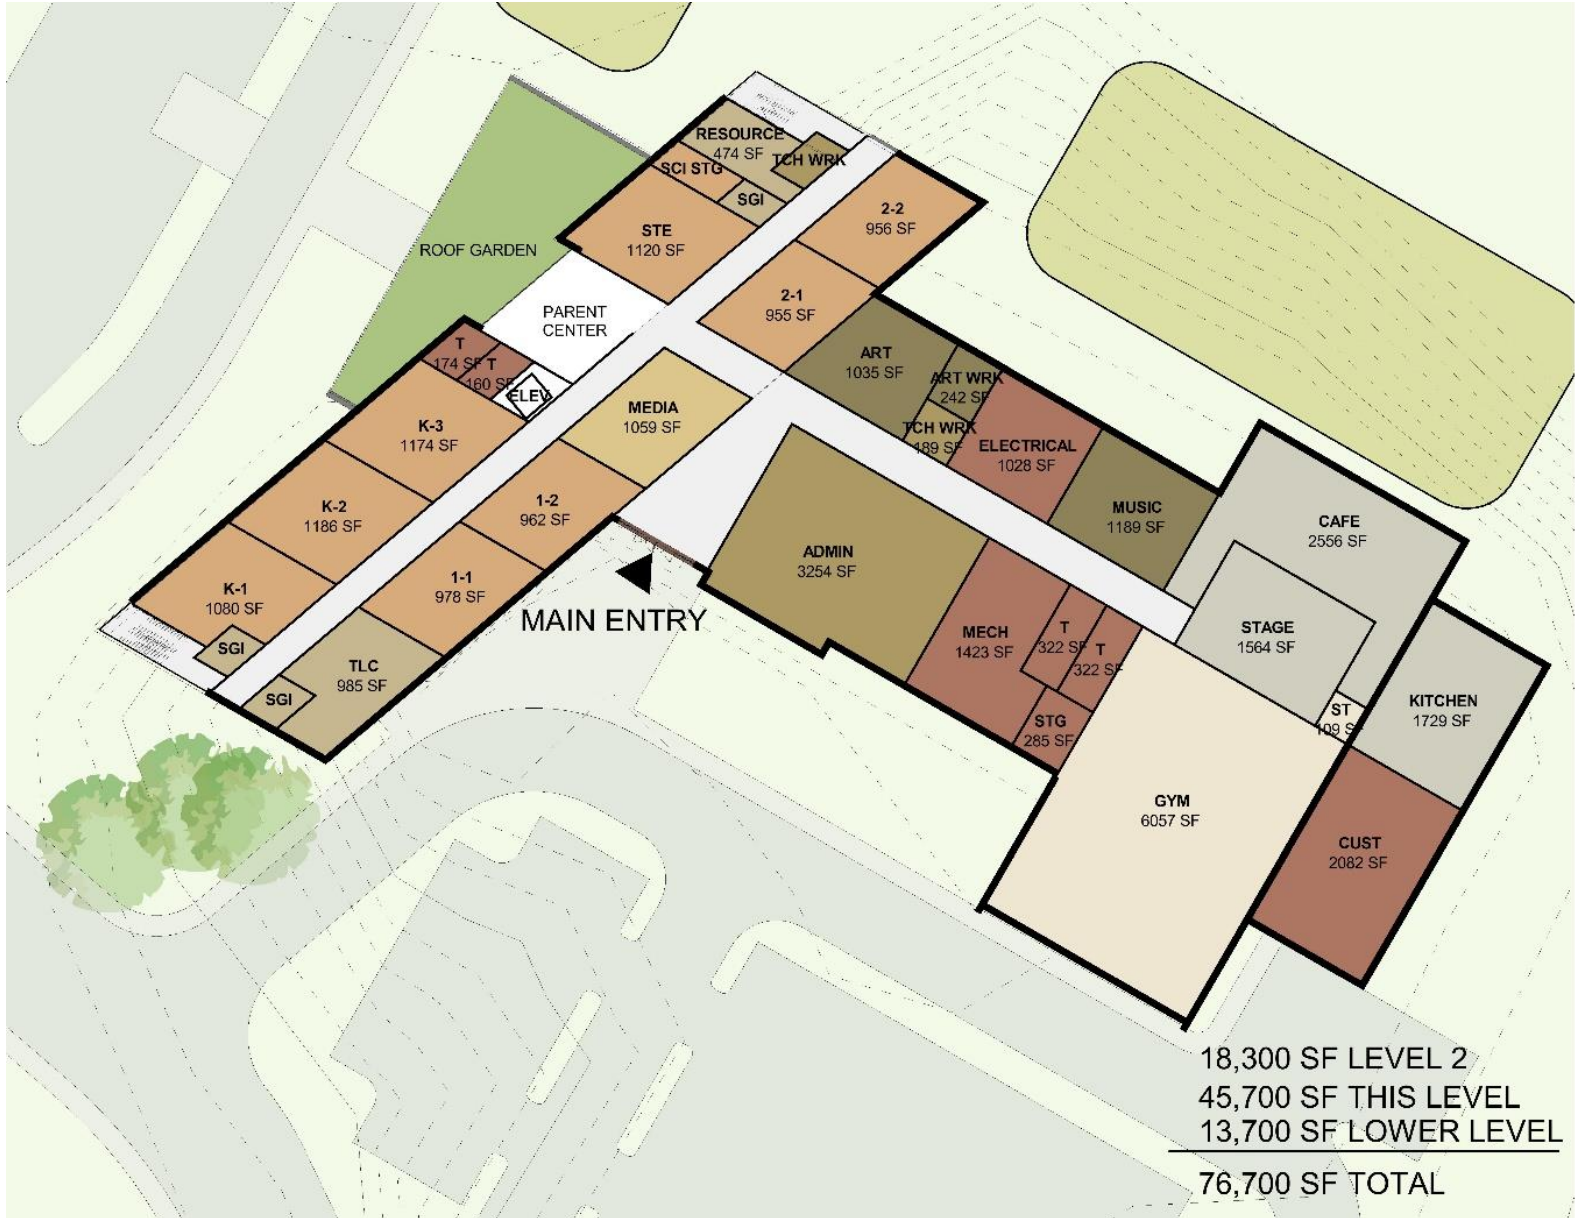 RESOURCE
474 SF
TCH WRK
SCI STG
SGI
STE
1120 SF
2-2
956 SF
2-1
955 SF
ROOF GARDEN
PARENT
CENTER
T
174 SF
T
160 SF
ELEV
K-3
1174 SF
K-2
1186 SF
K-1
1080 SF
SGI
MEDIA
1059 SF
1-2
962 SF
1-1
978 SF
TLC
985 SF
SGI
ART
1035 SF
ART WRK
242 SF
TCH WRK
189 SF
ELECTRICAL
1028 SF
MUSIC
1189 SF
CAFE
2556 SF
STAGE
1564 SF
ADMIN
3254 SF
MAIN ENTRY
MECH
1423 SF
T
322 SF
T
322 SF
STG
285 SF
ST
109 SF
KITCHEN
1729 SF
GYM
6057 SF
CUST
2082 SF
18,300 SF LEVEL 2
45,700 SF THIS LEVEL
13,700 SF LOWER LEVEL
76,700 SF TOTAL